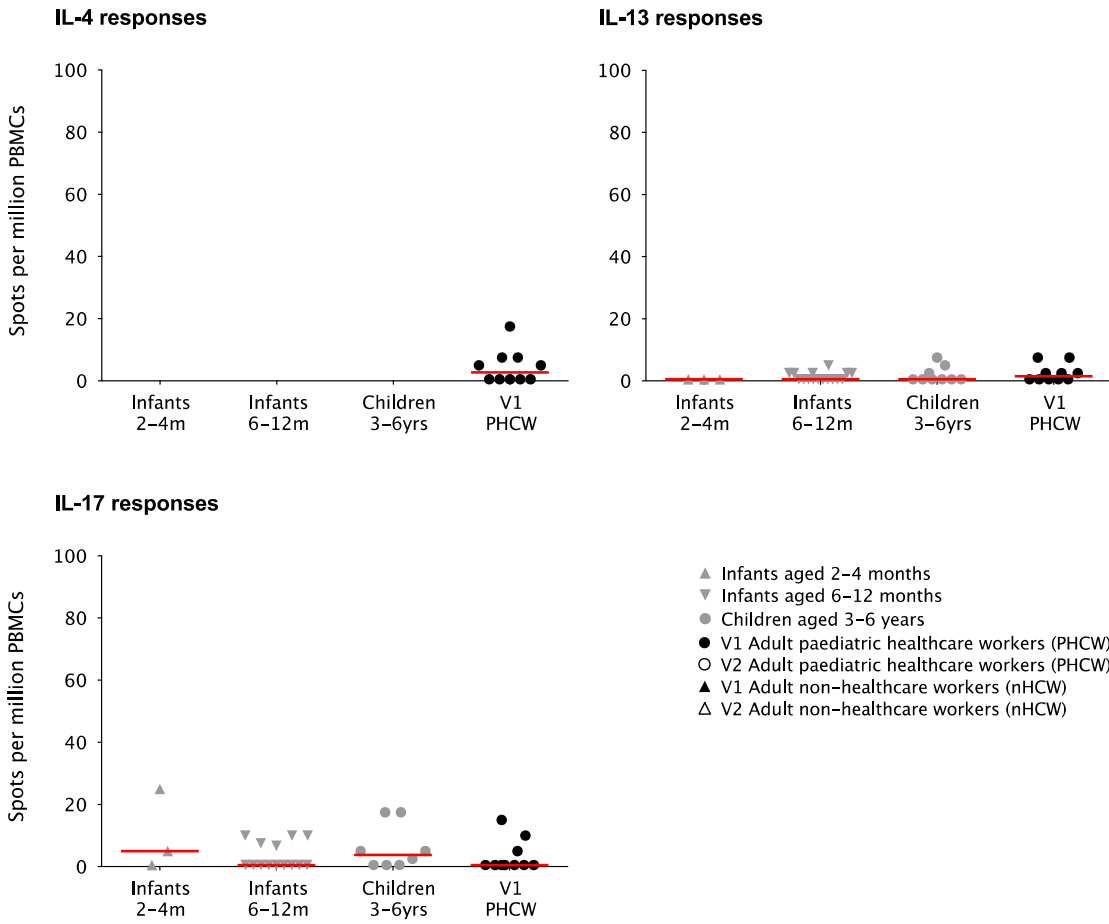 IL-4 responses
Spots per million PBMCs
100
80
60
40
20
0
Infants
2–4m
Infants
6–12m
Children
3–6yrs
V1
PHCW
IL-13 responses
100
80
60
40
20
0
Infants
2–4m
Infants
6–12m
Children
3–6yrs
V1
PHCW
IL-17 responses
Spots per million PBMCs
100
80
60
40
20
0
Infants
2–4m
Infants
6–12m
Children
3–6yrs
V1
PHCW
Infants aged 2–4 months
Infants aged 6–12 months
Children aged 3–6 years
V1 Adult paediatric healthcare workers (PHCW)
V2 Adult paediatric healthcare workers (PHCW)
V1 Adult non-healthcare workers (nHCW)
V2 Adult non-healthcare workers (nHCW)